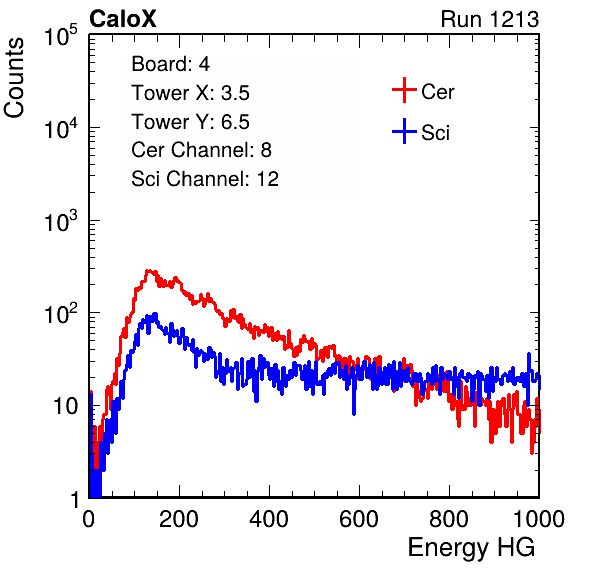 CaloX Run 1213
Counts
10^5
10^4
10^3
10^2
10
1
Board: 4
Tower X: 3.5
Tower Y: 6.5
Cer Channel: 8
Sci Channel: 12
Cer
Sci
0 200 400 600 800 1000
Energy HG